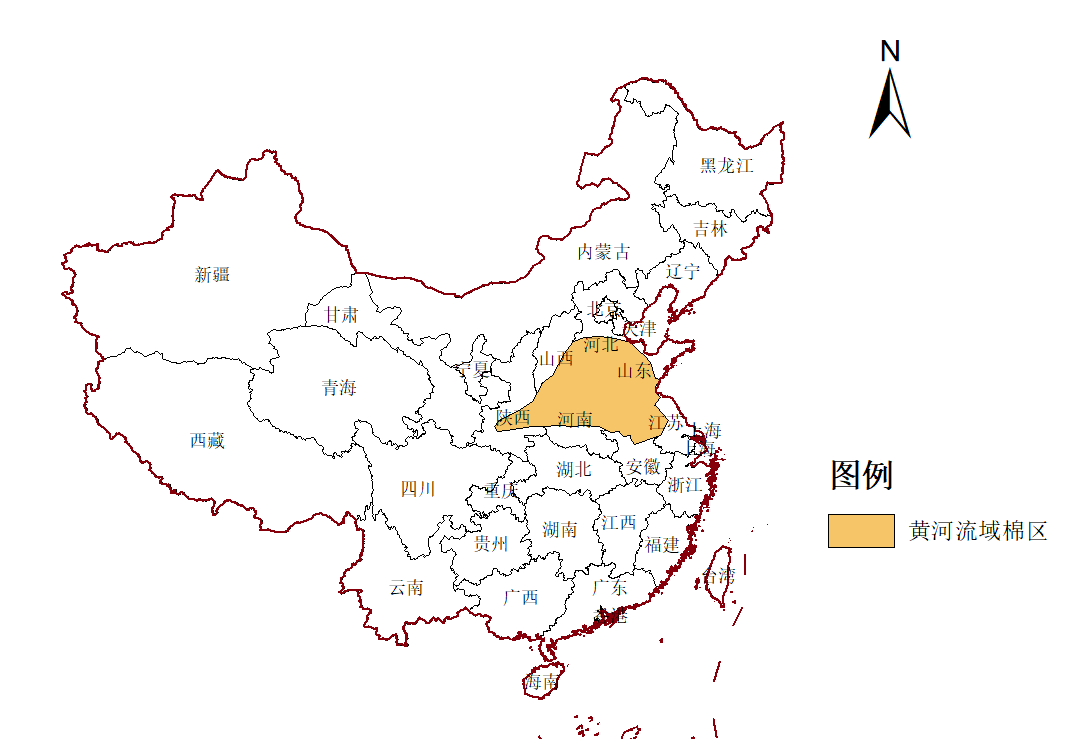 N
黑龙江
吉林
内蒙古
辽宁
新疆
甘肃
北京
天津
河北
山西
宁夏
山东
青海
陕西
河南
江苏
上海
西藏
湖北
安徽
四川
重庆
浙江
图例
黄河流域棉区
江西
湖南
贵州
福建
台湾
云南
广西
广东
香港
海南